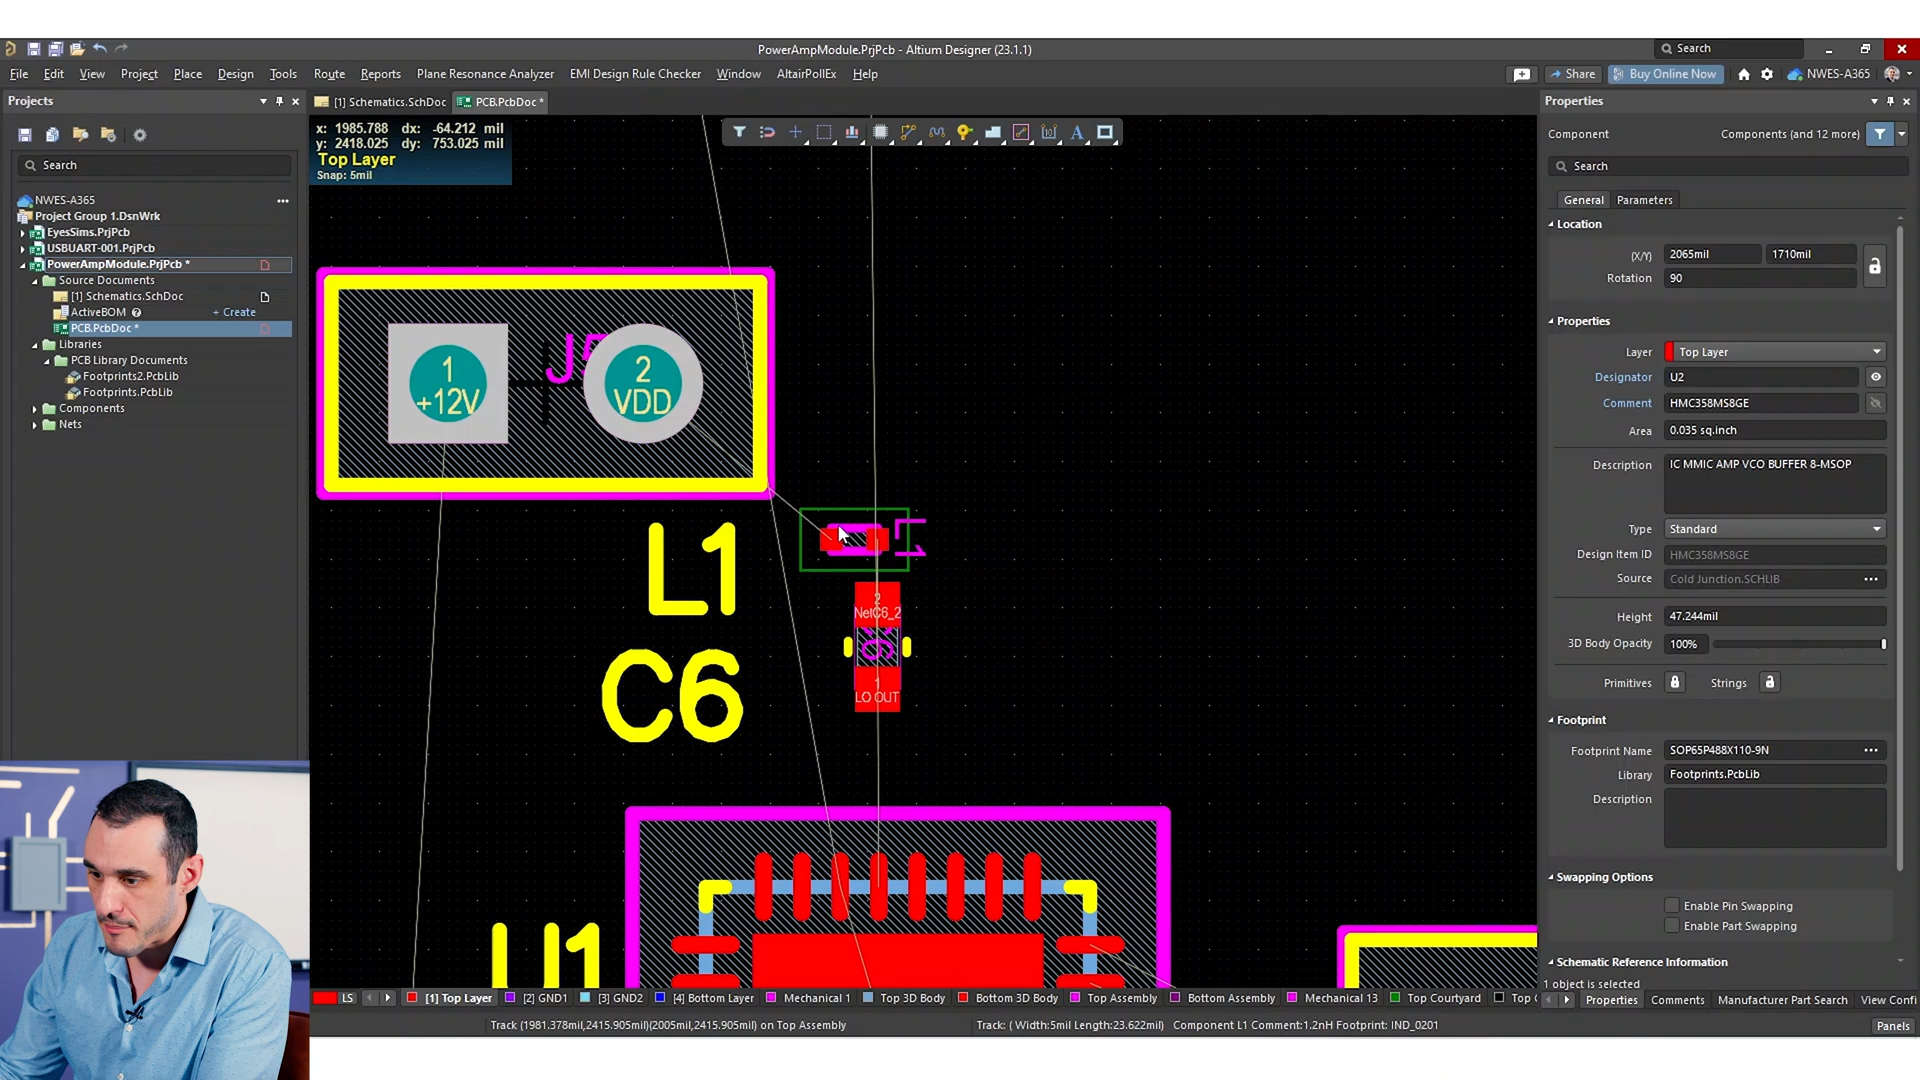 PowerAmpModule.PrjPcb - Altium Designer (23.1.1)
Search
File Edit View Project Place Design Tools Route Reports Plane Resonance Analyzer EMI Design Rule Checker Window AltairPollEx Help
Share Buy Online Now NWES-A365
Projects
[1] Schematics.SchDoc PCB.PcbDoc *
Search
NWES-A365
Project Group 1.DsnWrk
EyesSims.PrjPcb
USBUART-001.PrjPcb
PowerAmpModule.PrjPcb *
Source Documents
[1] Schematics.SchDoc
ActiveBOM + Create
PCB.PcbDoc *
Libraries
PCB Library Documents
Footprints2.PcbLib
Footprints.PcbLib
Components
Nets
x: 1985.788 dx: -64.212 mil
y: 2418.025 dy: 753.025 mil
Top Layer
Snap: 5mil
1
+12V
2
VDD
L1
L1
C6
2
NetC6_2
1
LO OUT
U1
Properties
Component Components (and 12 more)
Search
General Parameters
Location
(X/Y) 2065mil 1710mil
Rotation 90
Properties
Layer Top Layer
Designator U2
Comment HMC358MS8GE
Area 0.035 sq.inch
Description IC MMIC AMP VCO BUFFER 8-MSOP
Type Standard
Design Item ID HMC358MS8GE
Source Cold Junction.SCHLIB
Height 47.244mil
3D Body Opacity 100%
Primitives Strings
Footprint
Footprint Name SOP65P488X110-9N
Library Footprints.PcbLib
Description
Swapping Options
Enable Pin Swapping
Enable Part Swapping
Schematic Reference Information
1 object is selected
LS [1] Top Layer [2] GND1 [3] GND2 [4] Bottom Layer Mechanical 1 Top 3D Body Bottom 3D Body Top Assembly Bottom Assembly Mechanical 13 Top Courtyard
Properties Comments Manufacturer Part Search View Confi
Track (1981.378mil,2415.905mil)(2005mil,2415.905mil) on Top Assembly Track: ( Width:5mil Length:23.622mil) Component L1 Comment:1.2nH Footprint: IND_0201
Panels